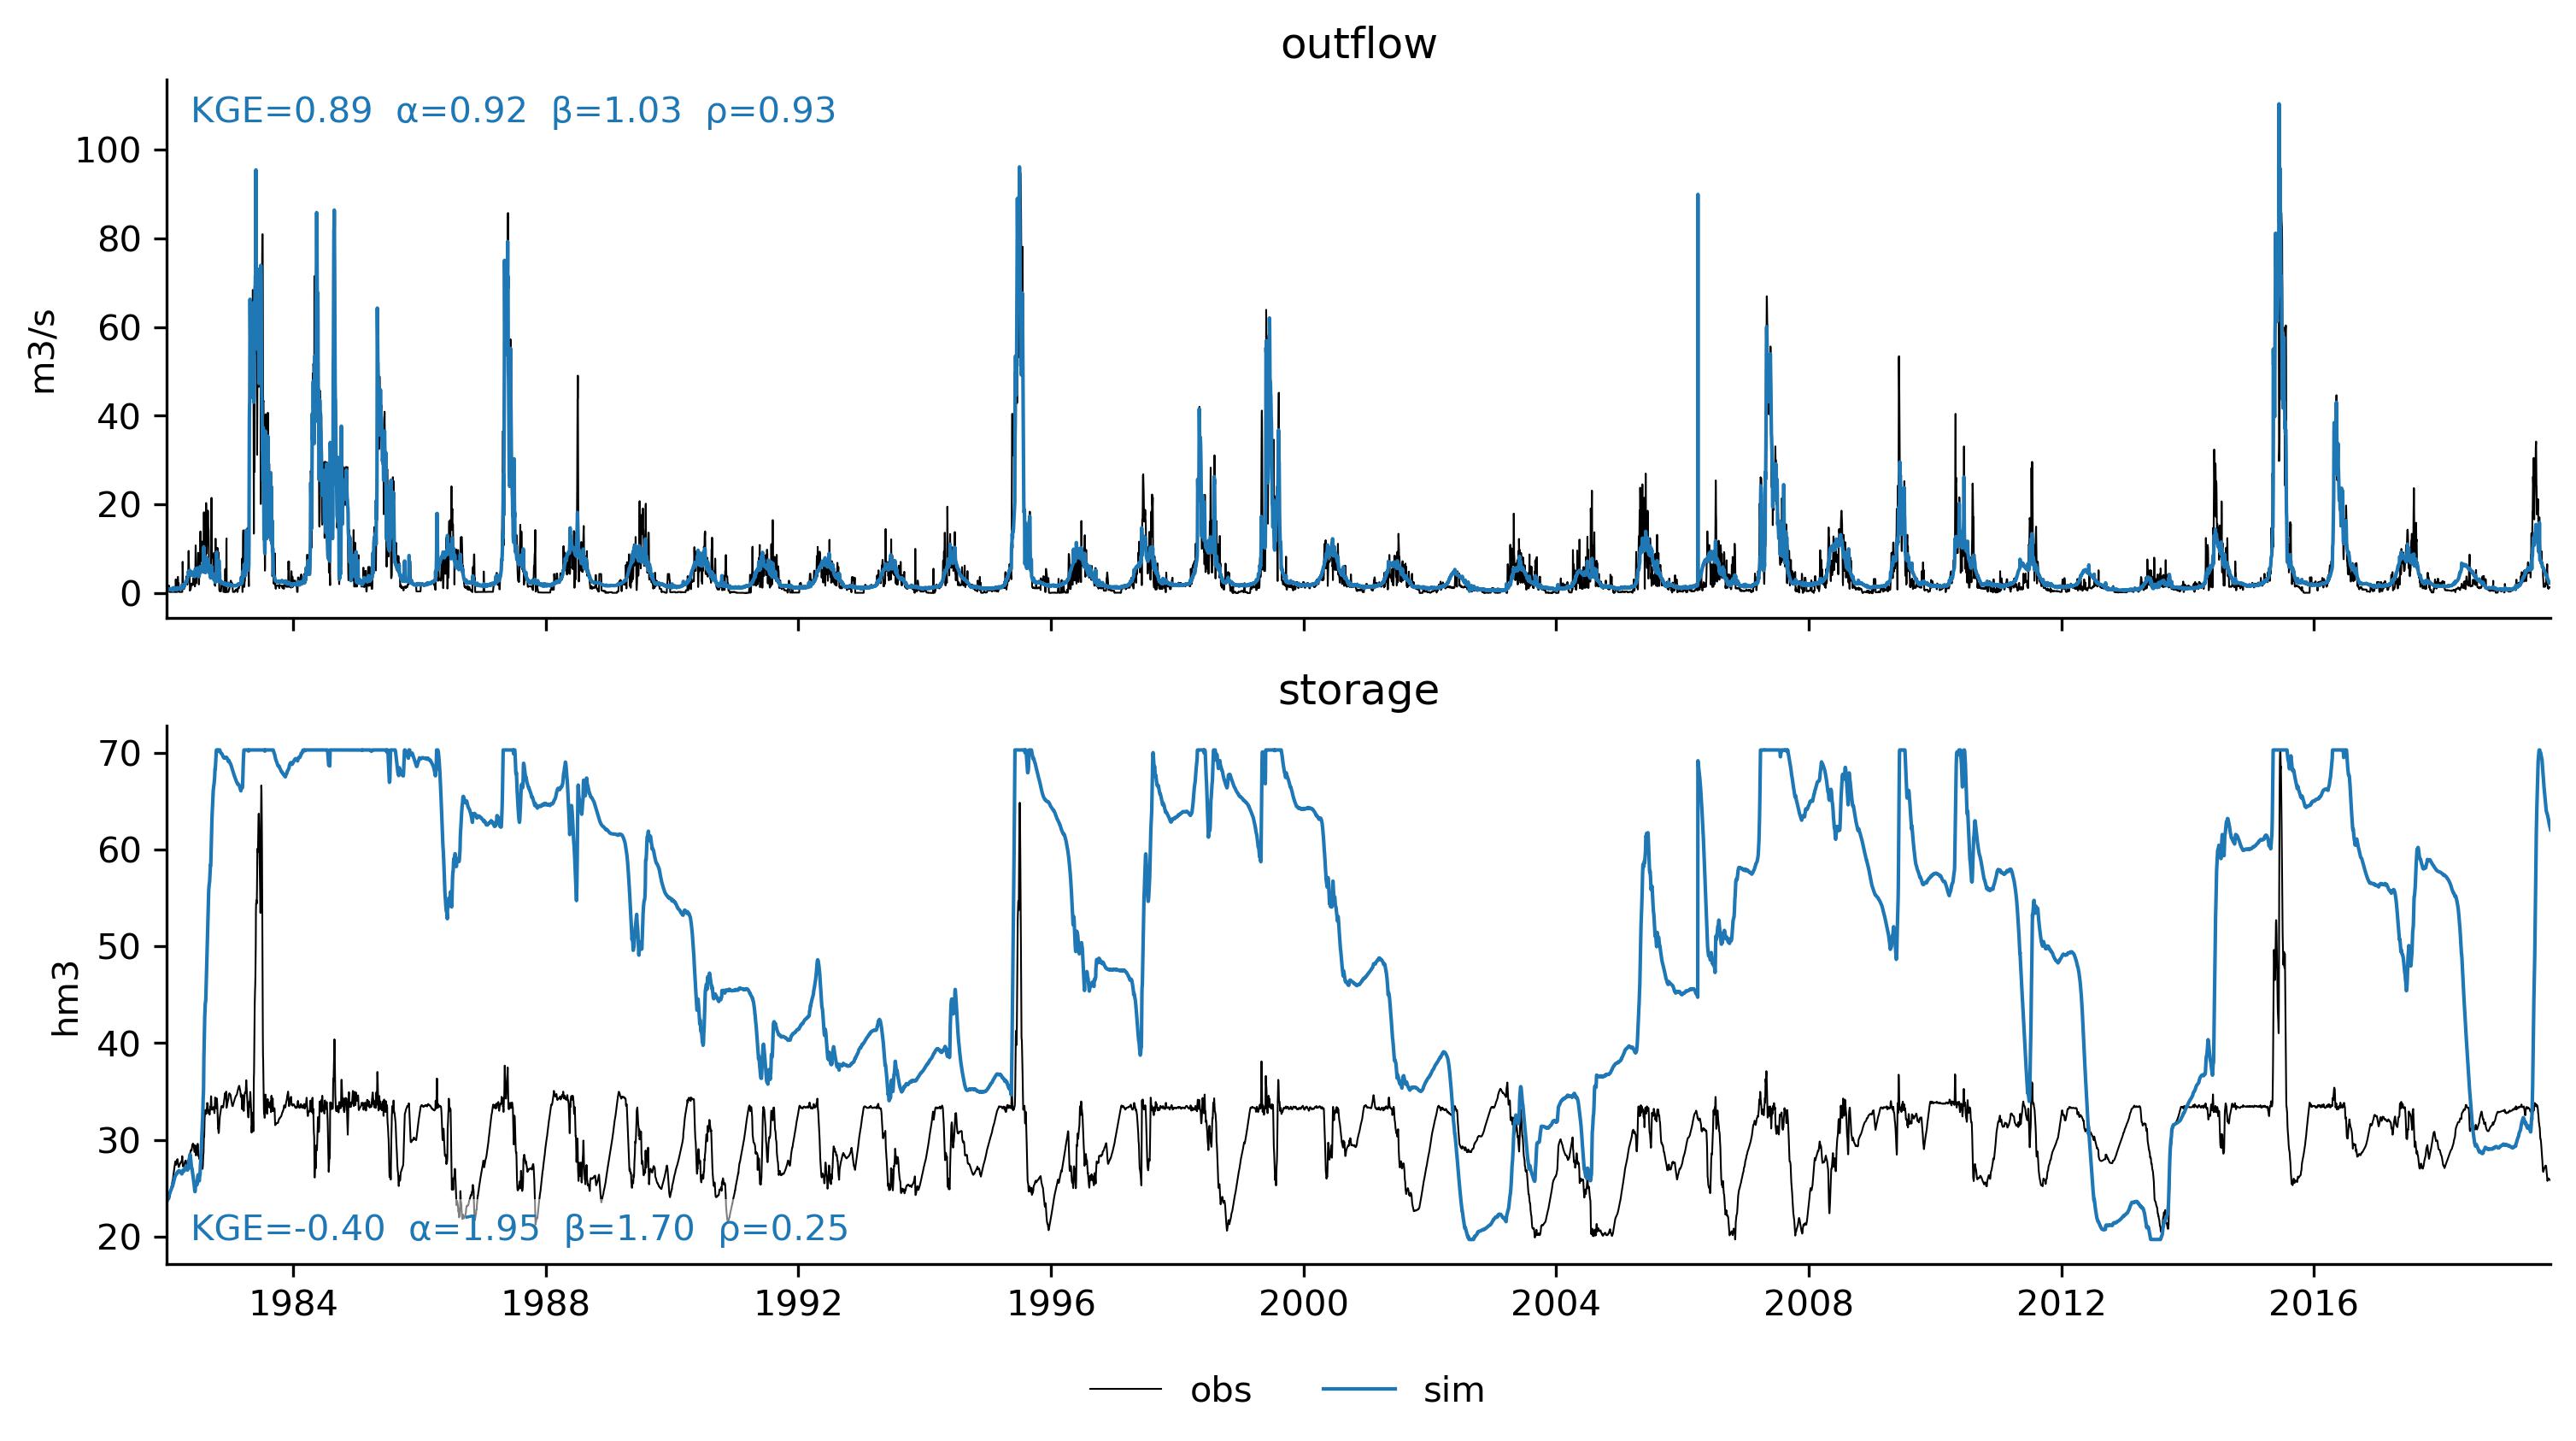 outflow
KGE=0.89 α=0.92 β=1.03 ρ=0.93
m3/s
100
80
60
40
20
0
storage
hm3
70
60
50
40
30
20
KGE=-0.40 α=1.95 β=1.70 ρ=0.25
1984 1988 1992 1996 2000 2004 2008 2012 2016
obs sim